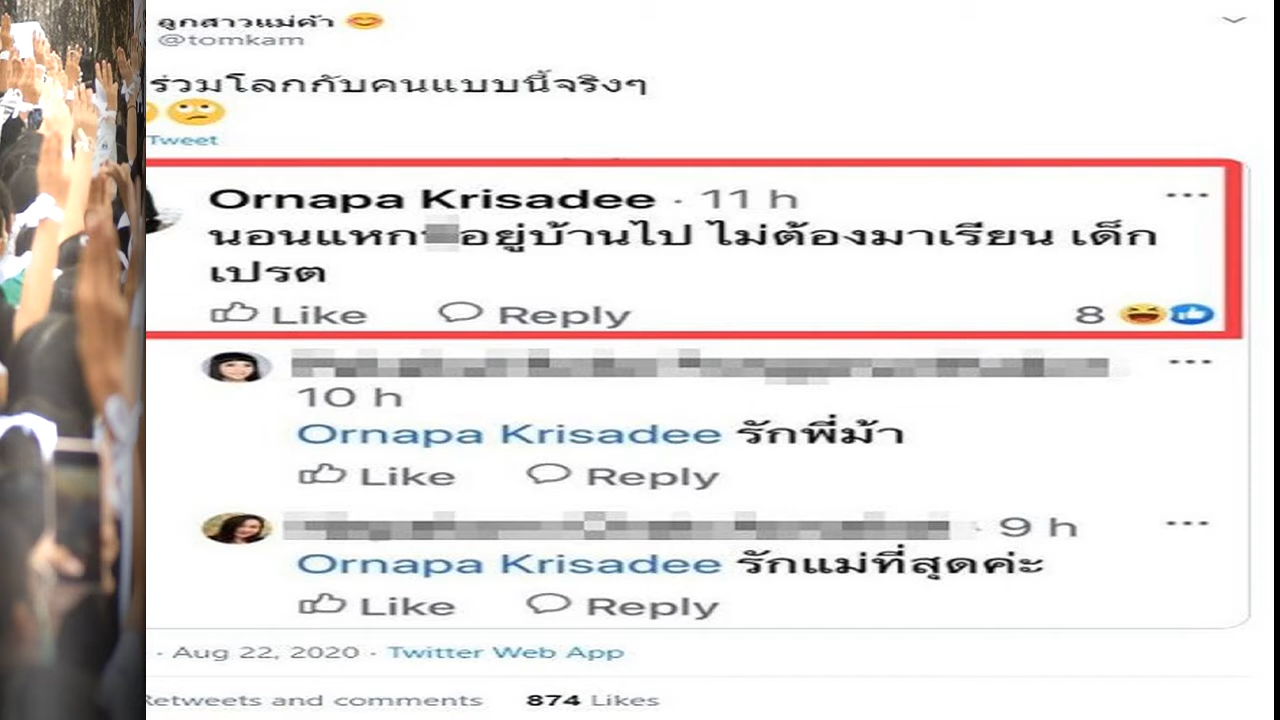 ลูกสาวแม่ค้า 😊
@tomkam
ร่วมโลกกับคนแบบนี้จริงๆ
🙄
Tweet
Ornapa Krisadee · 11 h
นอนแหก อยู่บ้านไป ไม่ต้องมาเรียน เด็ก
เปรต
Like Reply 8
10 h
Ornapa Krisadee รักพี่ม้า
Like Reply
· 9 h
Ornapa Krisadee รักแม่ที่สุดค่ะ
Like Reply
· Aug 22, 2020 · Twitter Web App
Retweets and comments 874 Likes